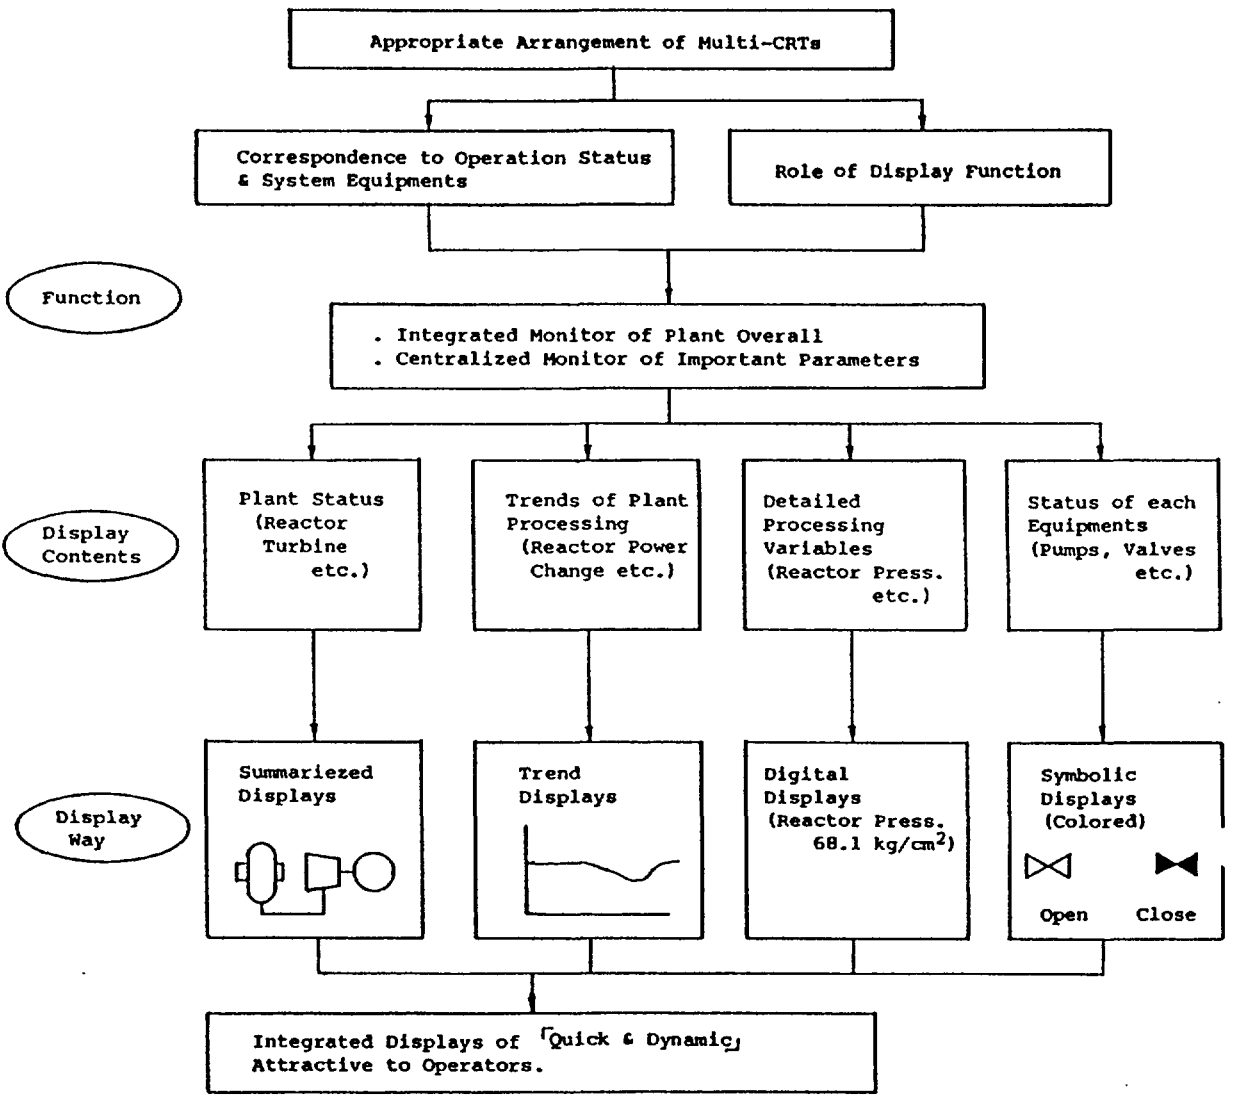 Appropriate Arrangement of Multi-CRTs
Correspondence to Operation Status
& System Equipments
Role of Display Function
Function
. Integrated Monitor of Plant Overall
. Centralized Monitor of Important Parameters
Display
Contents
Plant Status
(Reactor
Turbine
etc.)
Trends of Plant
Processing
(Reactor Power
Change etc.)
Detailed
Processing
Variables
(Reactor Press.
etc.)
Status of each
Equipments
(Pumps, Valves
etc.)
Display
Way
Summariezed
Displays
Trend
Displays
Digital
Displays
(Reactor Press.
68.1 kg/cm²)
Symbolic
Displays
(Colored)
Open
Close
Integrated Displays of 「Quick & Dynamic」
Attractive to Operators.